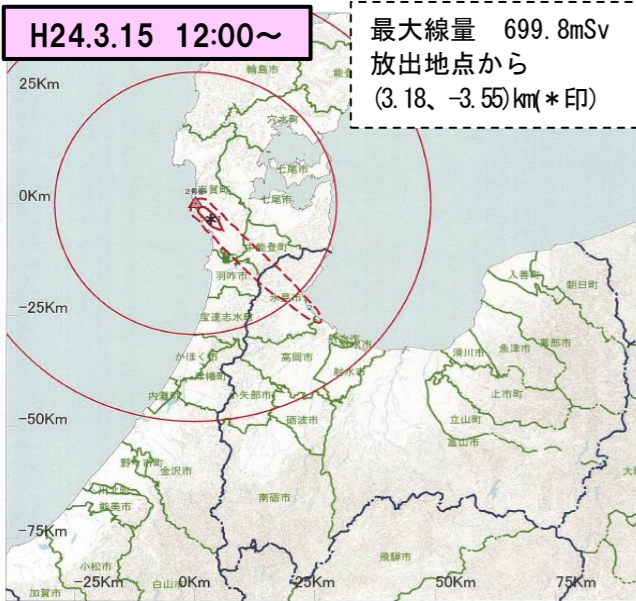 H24.3.15 12:00～
最大線量 699.8mSv
放出地点から
(3.18、-3.55)km(*印)
25Km
0Km
-25Km
-50Km
-75Km
-25Km
0Km
25Km
50Km
75Km
輪島市
穴水町
七尾市
七尾市
志賀町
中能登町
羽咋市
氷見市
宝達志水町
かほく市
津幡町
内灘町
高岡市
小矢部市
射水市
砺波市
入善町
朝日町
黒部市
魚津市
滑川市
上市町
立山町
富山市
野々市町
金沢市
川北町
能美市
南砺市
小松市
白山市
加賀市
飛騨市